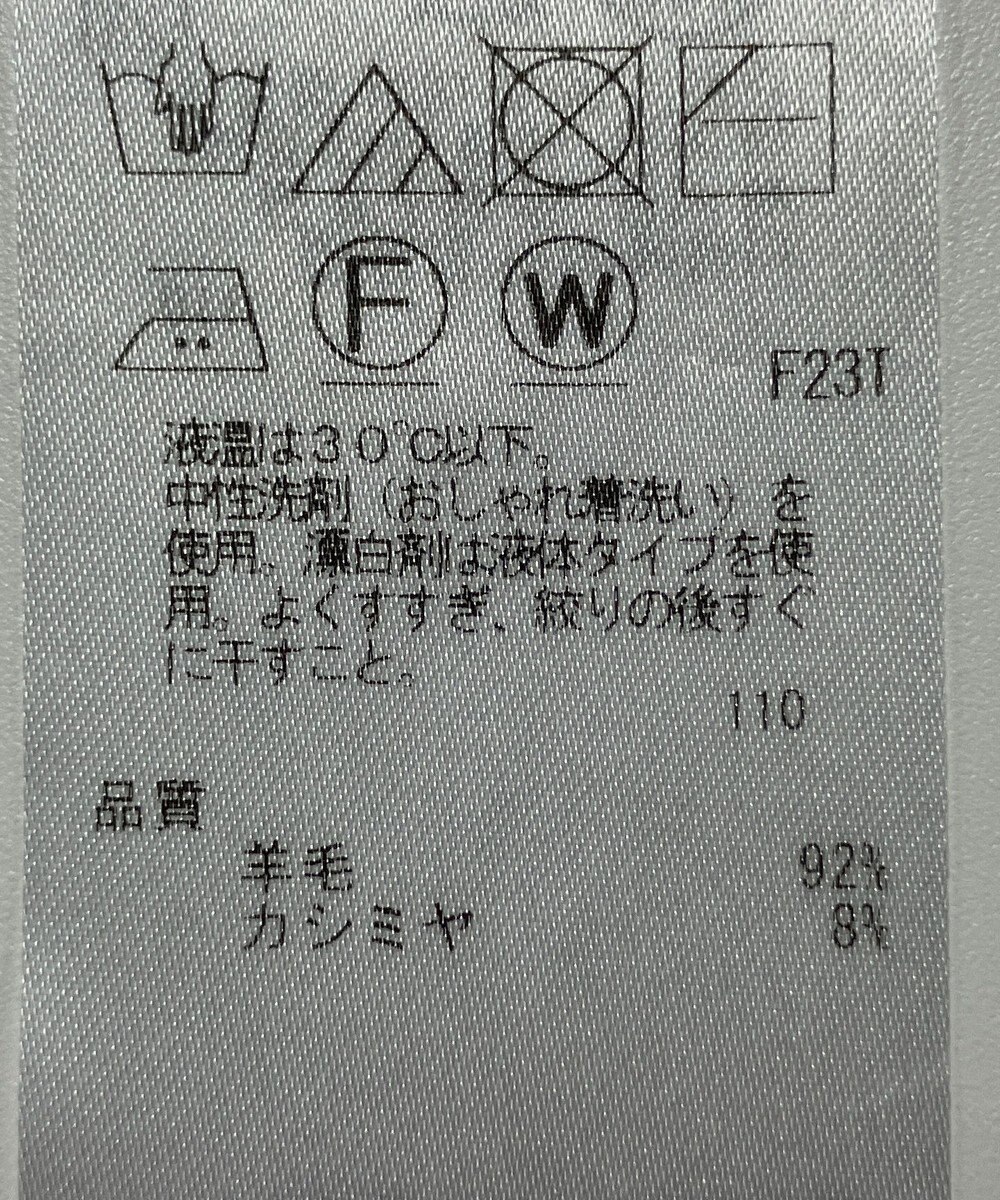 F W
F23T
液温は30℃以下。
中性洗剤(おしゃれ着洗い)を
使用。漂白剤は液体タイプを使
用。よくすすぎ、絞りの後すぐ
に干すこと。
110
品質
羊毛 92%
カシミヤ 8%